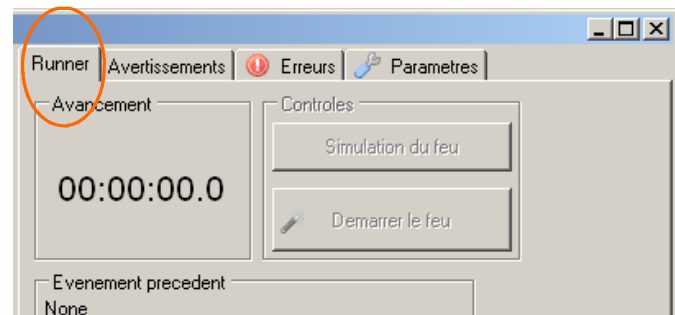 Runner Avertissements Erreurs Parametres
Avancement
Controles
Simulation du feu
00:00:00.0
Demarrer le feu
Evenement precedent
None